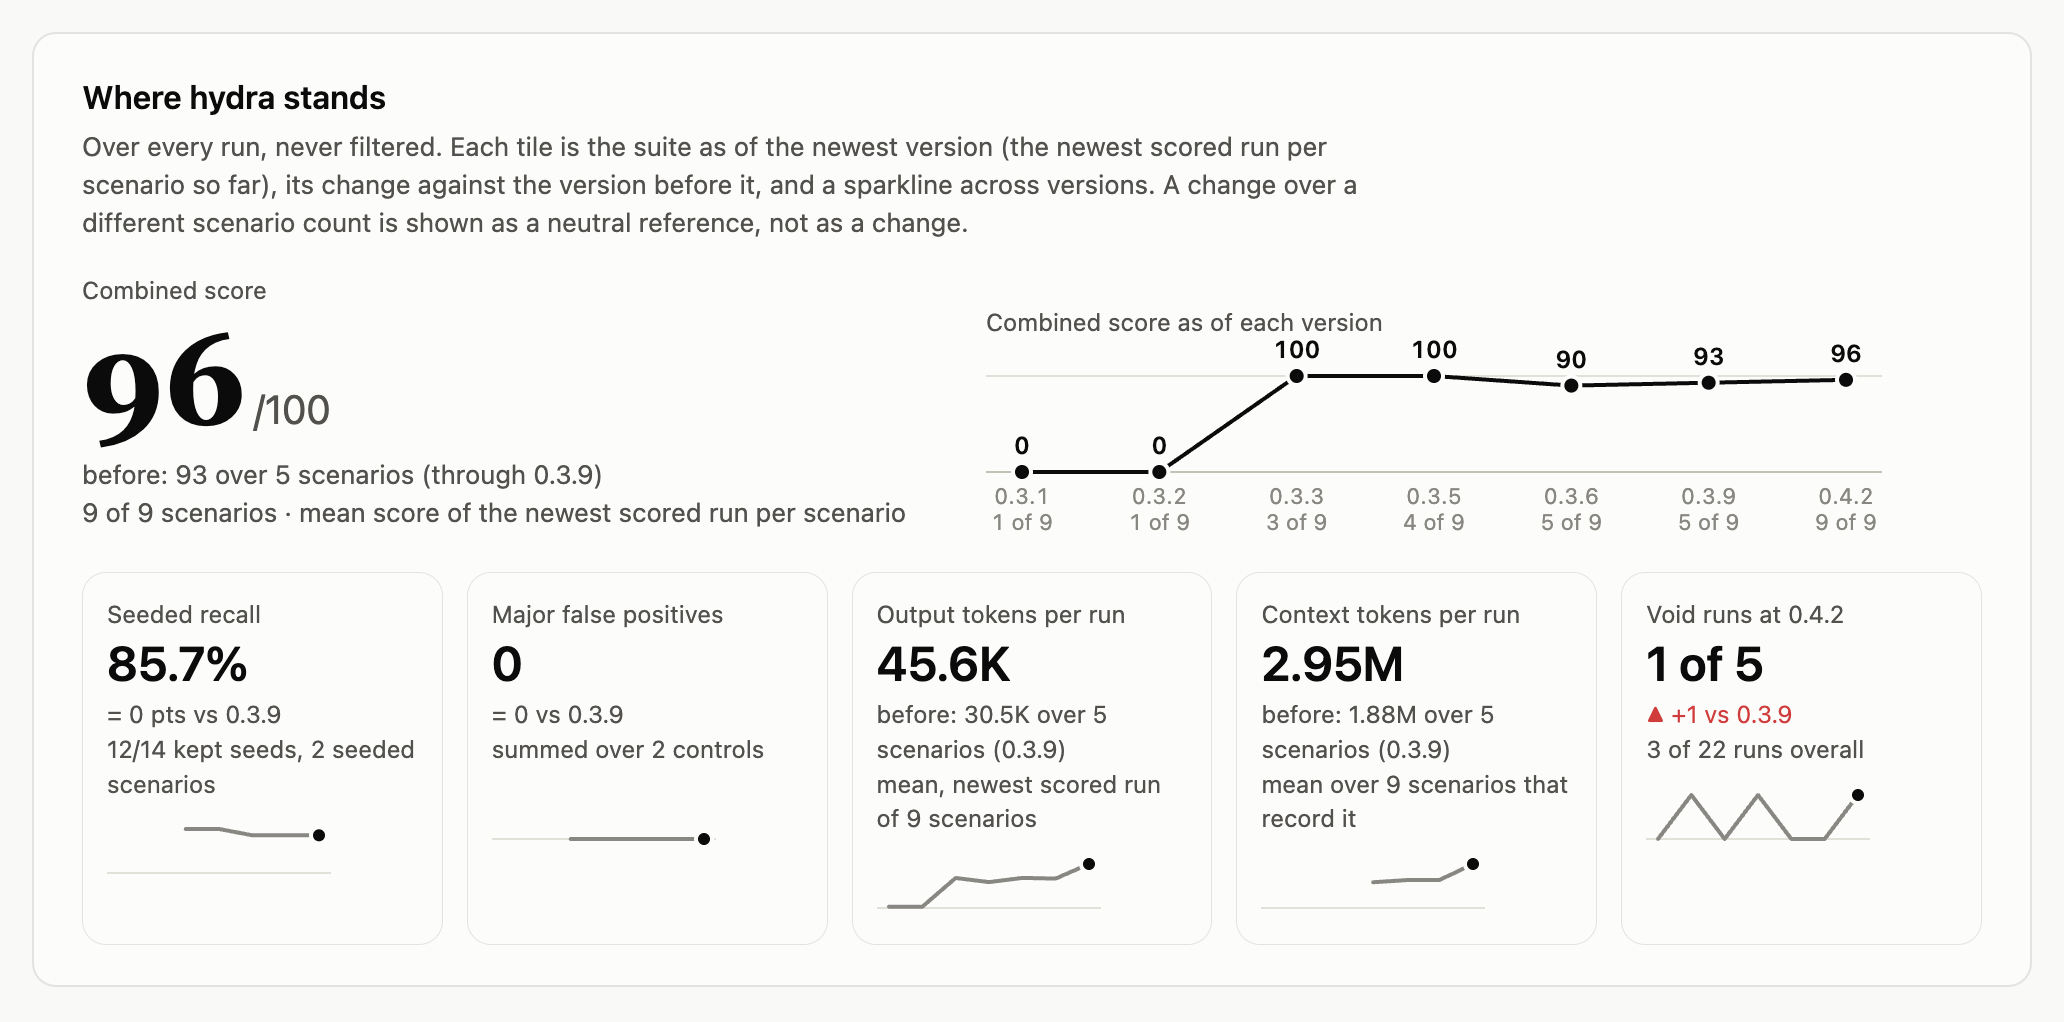 Where hydra stands
Over every run, never filtered. Each tile is the suite as of the newest version (the newest scored run per
scenario so far), its change against the version before it, and a sparkline across versions. A change over a
different scenario count is shown as a neutral reference, not as a change.
Combined score
96/100
before: 93 over 5 scenarios (through 0.3.9)
9 of 9 scenarios · mean score of the newest scored run per scenario
Combined score as of each version
0 0 100 100 90 93 96
0.3.1 0.3.2 0.3.3 0.3.5 0.3.6 0.3.9 0.4.2
1 of 9 1 of 9 3 of 9 4 of 9 5 of 9 5 of 9 9 of 9
Seeded recall
85.7%
= 0 pts vs 0.3.9
12/14 kept seeds, 2 seeded
scenarios
Major false positives
0
= 0 vs 0.3.9
summed over 2 controls
Output tokens per run
45.6K
before: 30.5K over 5
scenarios (0.3.9)
mean, newest scored run
of 9 scenarios
Context tokens per run
2.95M
before: 1.88M over 5
scenarios (0.3.9)
mean over 9 scenarios that
record it
Void runs at 0.4.2
1 of 5
▲ +1 vs 0.3.9
3 of 22 runs overall